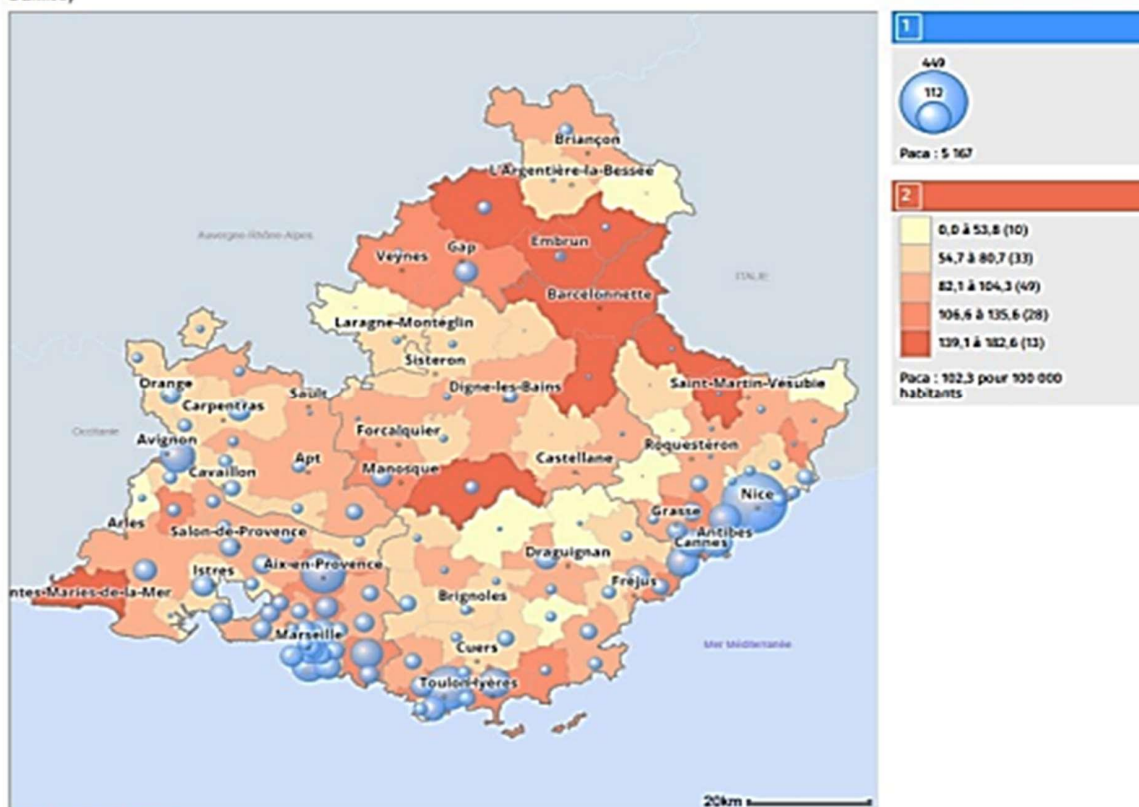 1
449
112
Paca : 5 167
2
0,0 à 53,8 (10)
54,7 à 80,7 (33)
82,1 à 104,3 (49)
106,6 à 135,6 (28)
139,1 à 182,6 (13)
Paca : 102,3 pour 100 000
habitants
Briançon
L'Argentière-la-Bessée
Auvergne-Rhône-Alpes
Embrun
Gap
Veynes
ITALIE
Barcelonnette
Laragne-Montéglin
Sisteron
Orange
Sault
Digne-les-Bains
Saint-Martin-Vésubie
Carpentras
Occitanie
Avignon
Forcalquier
Roquestéron
Apt
Castellane
Cavaillon
Manosque
Nice
Arles
Grasse
Salon-de-Provence
Antibes
Cannes
Draguignan
Istres
Aix-en-Provence
Fréjus
ntes-Maries-de-la-Mer
Brignoles
Marseille
Cuers
Mer Méditerranée
Toulon
Hyères
20km